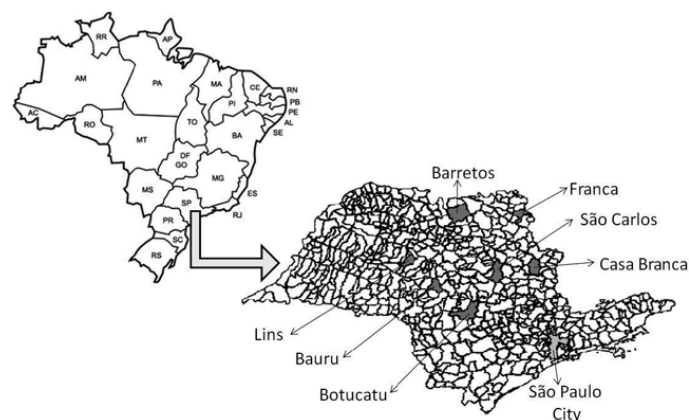 RR
AP
AM
PA
MA
CE
RN
PB
PE
AL
SE
PI
AC
RO
TO
MT
BA
DF
GO
MS
MG
ES
SP
RJ
PR
SC
RS
Barretos
Franca
São Carlos
Casa Branca
Lins
Bauru
Botucatu
São Paulo
City